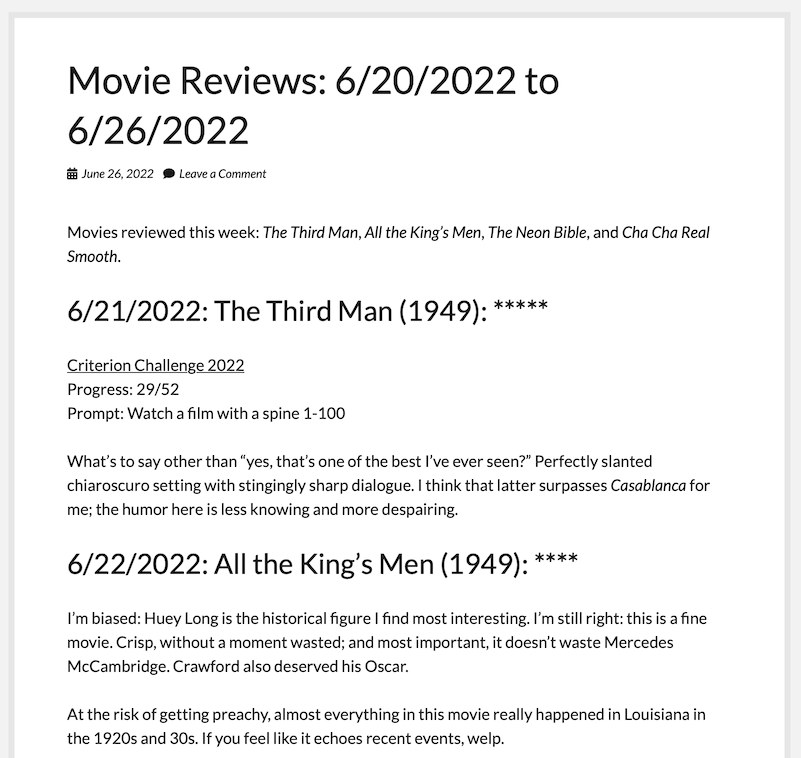 Movie Reviews: 6/20/2022 to
6/26/2022
June 26, 2022 Leave a Comment
Movies reviewed this week: The Third Man, All the King’s Men, The Neon Bible, and Cha Cha Real
Smooth.
6/21/2022: The Third Man (1949): *****
Criterion Challenge 2022
Progress: 29/52
Prompt: Watch a film with a spine 1-100
What’s to say other than “yes, that’s one of the best I’ve ever seen?” Perfectly slanted
chiaroscuro setting with stingingly sharp dialogue. I think that latter surpasses Casablanca for
me; the humor here is less knowing and more despairing.
6/22/2022: All the King’s Men (1949): ****
I’m biased: Huey Long is the historical figure I find most interesting. I’m still right: this is a fine
movie. Crisp, without a moment wasted; and most important, it doesn’t waste Mercedes
McCambridge. Crawford also deserved his Oscar.
At the risk of getting preachy, almost everything in this movie really happened in Louisiana in
the 1920s and 30s. If you feel like it echoes recent events, welp.